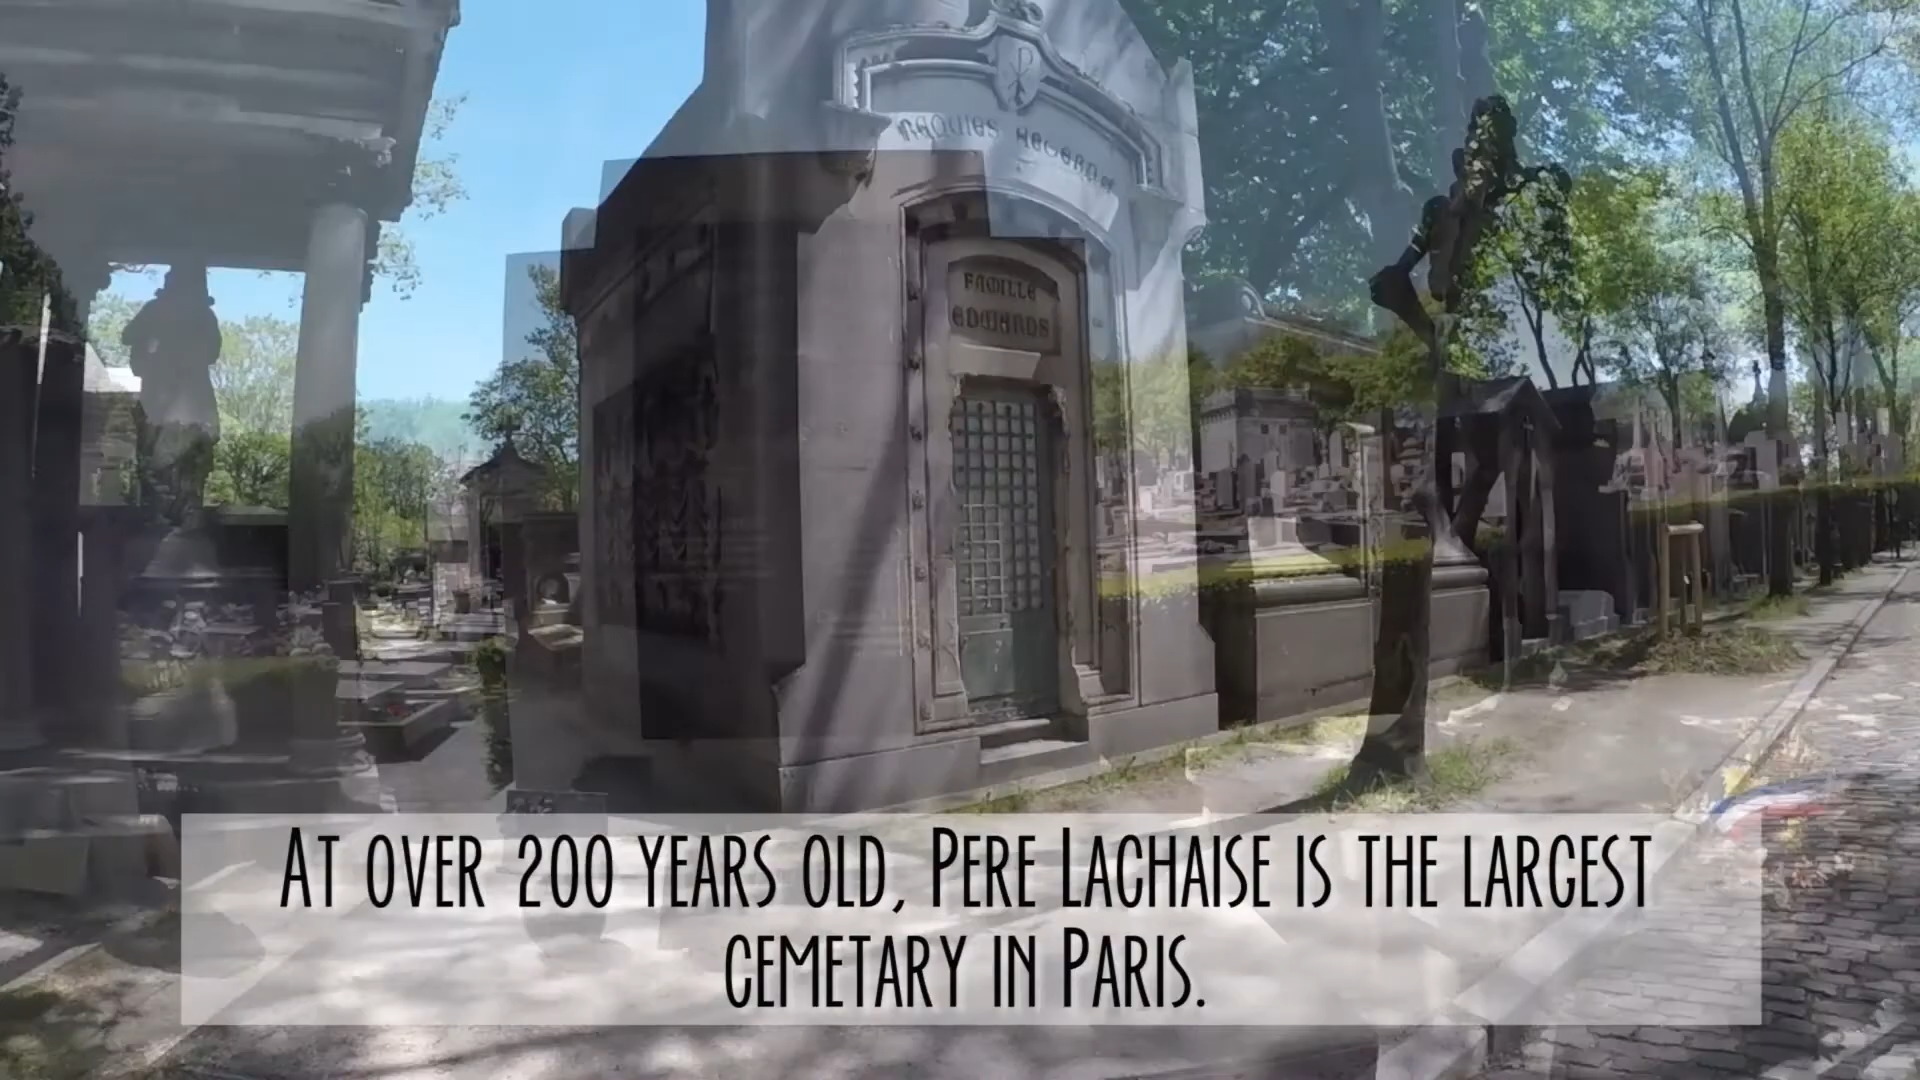 FAMILLE
EDWARDS
At over 200 years old, Pere Lachaise is the largest
cemetary in Paris.